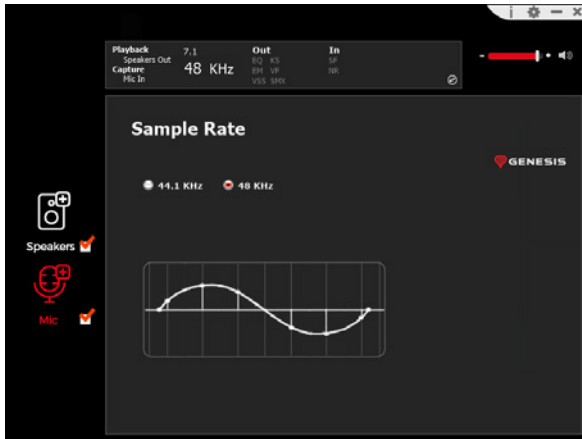 Playback 7.1 Out In
Speakers Out EQ KS SF
Capture 48 KHz EM VF NR
Mic In VSS SMX
Sample Rate
GENESIS
44.1 KHz 48 KHz
Speakers
Mic